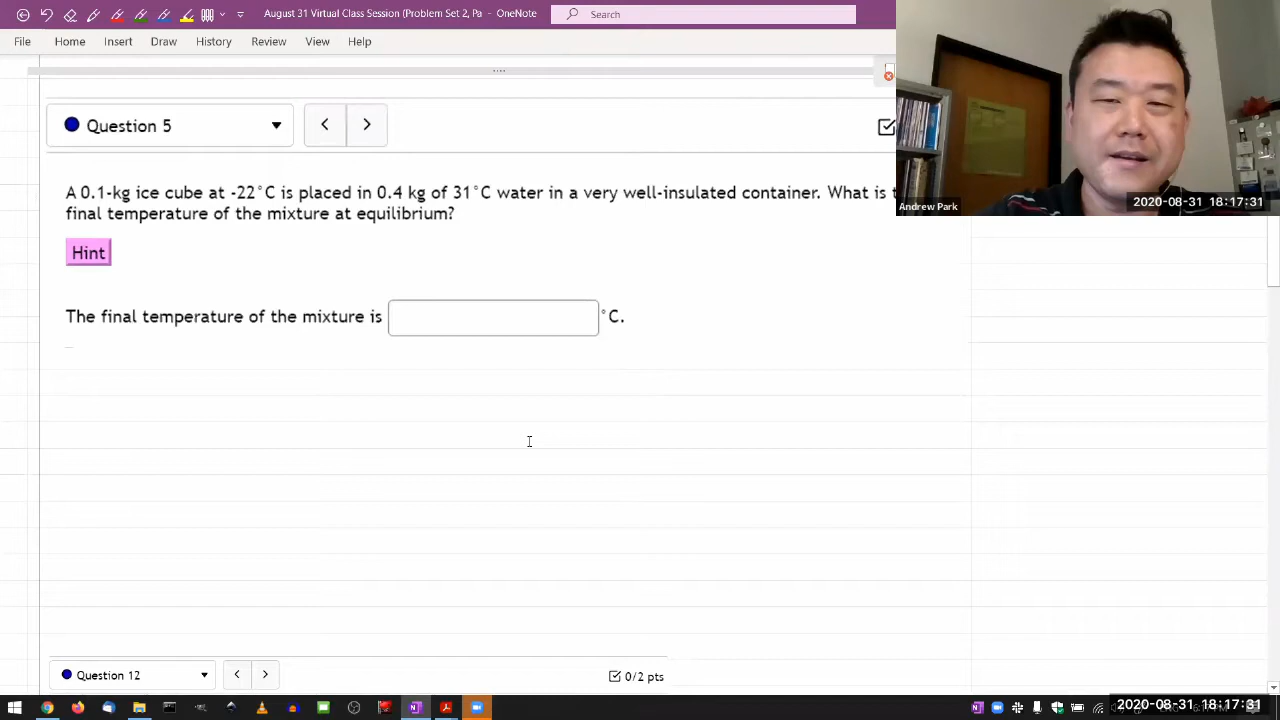 August 31 Virtual Class (Problem Set 2, Pa - OneNote
Search
File Home Insert Draw History Review View Help
Question 5
A 0.1-kg ice cube at -22°C is placed in 0.4 kg of 31°C water in a very well-insulated container. What is t
final temperature of the mixture at equilibrium?
Hint
The final temperature of the mixture is °C.
Question 12
0/2 pts
Andrew Park
2020-08-31 18:17:31
2020-08-31 18:17:31